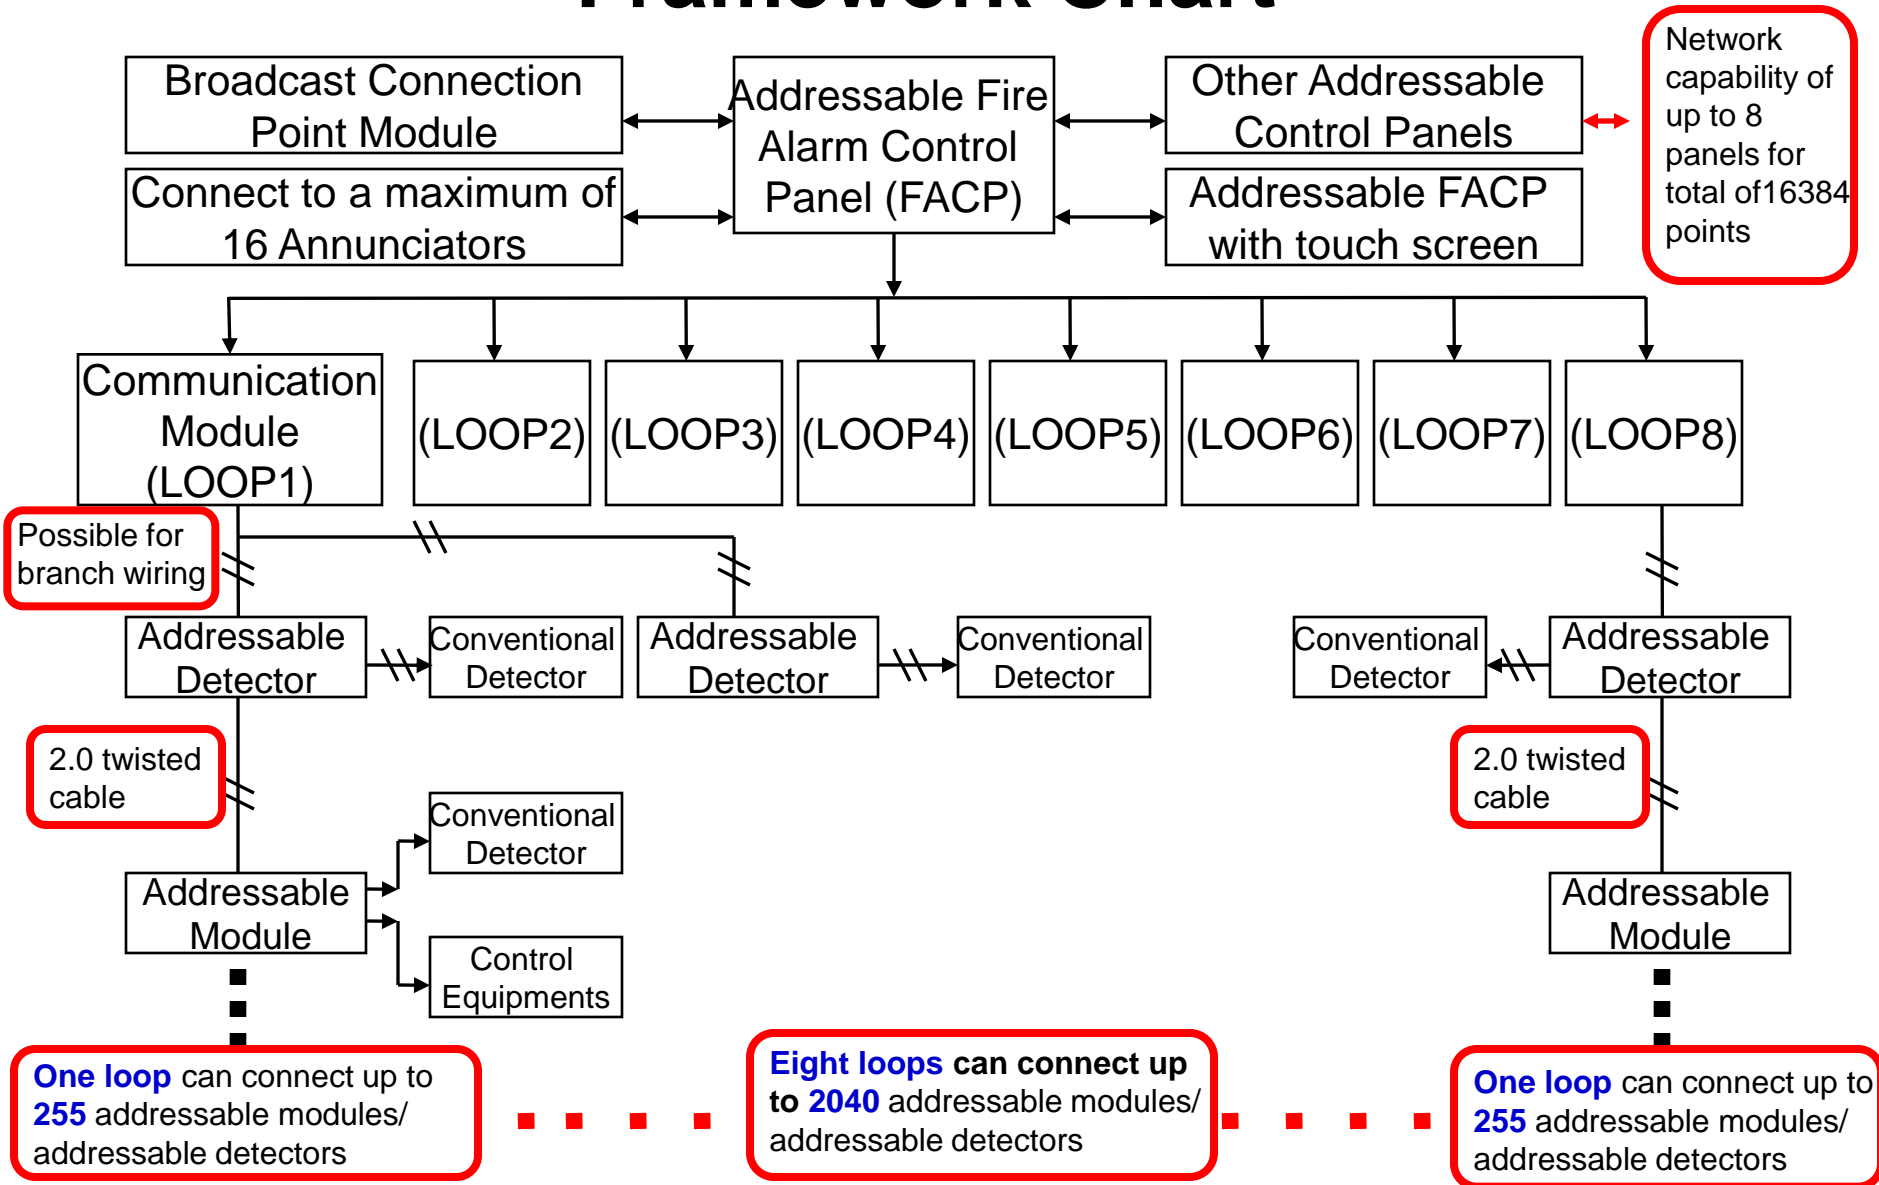 Framework Chart
Broadcast Connection
Point Module
Connect to a maximum of
16 Annunciators
Addressable Fire
Alarm Control
Panel (FACP)
Other Addressable
Control Panels
Addressable FACP
with touch screen
Network
capability of
up to 8
panels for
total of16384
points
Communication
Module
(LOOP1)
(LOOP2)
(LOOP3)
(LOOP4)
(LOOP5)
(LOOP6)
(LOOP7)
(LOOP8)
Possible for
branch wiring
Addressable
Detector
Conventional
Detector
Addressable
Detector
Conventional
Detector
Conventional
Detector
Addressable
Detector
2.0 twisted
cable
2.0 twisted
cable
Conventional
Detector
Addressable
Module
Control
Equipments
Addressable
Module
One loop can connect up to
255 addressable modules/
addressable detectors
Eight loops can connect up
to 2040 addressable modules/
addressable detectors
One loop can connect up to
255 addressable modules/
addressable detectors